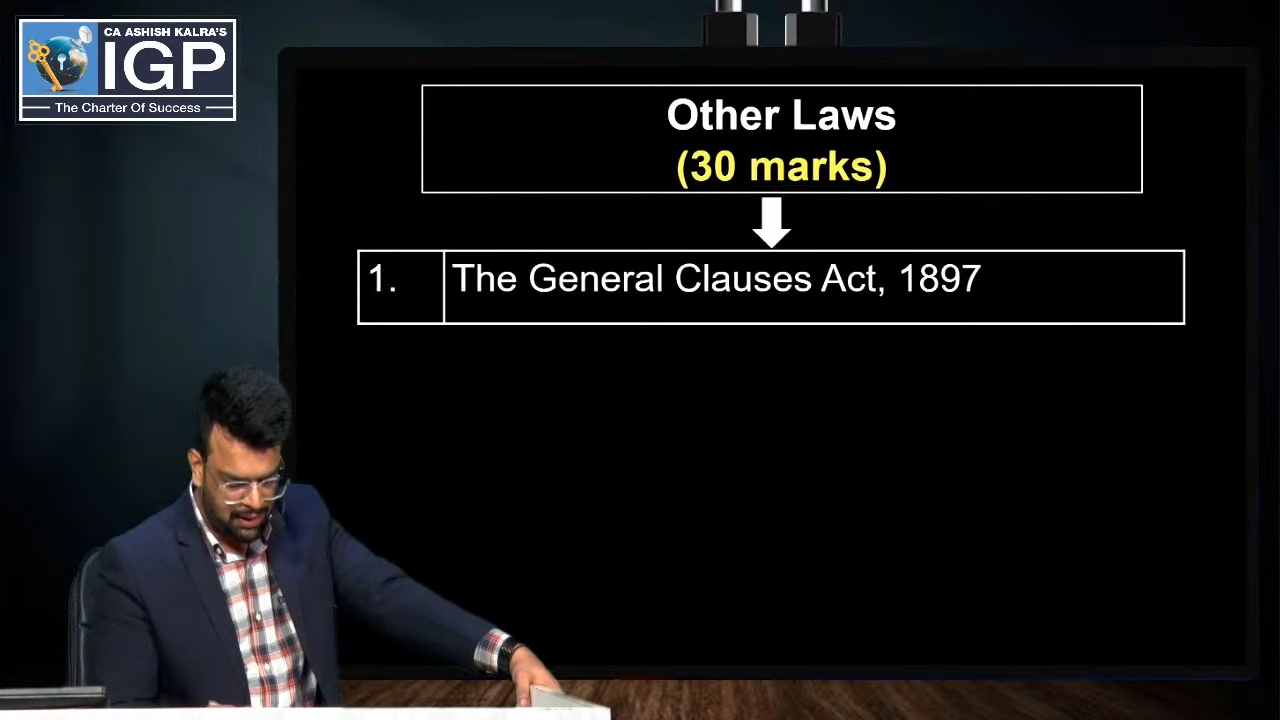 CA ASHISH KALRA'S
IGP
The Charter Of Success
Other Laws
(30 marks)
1. The General Clauses Act, 1897